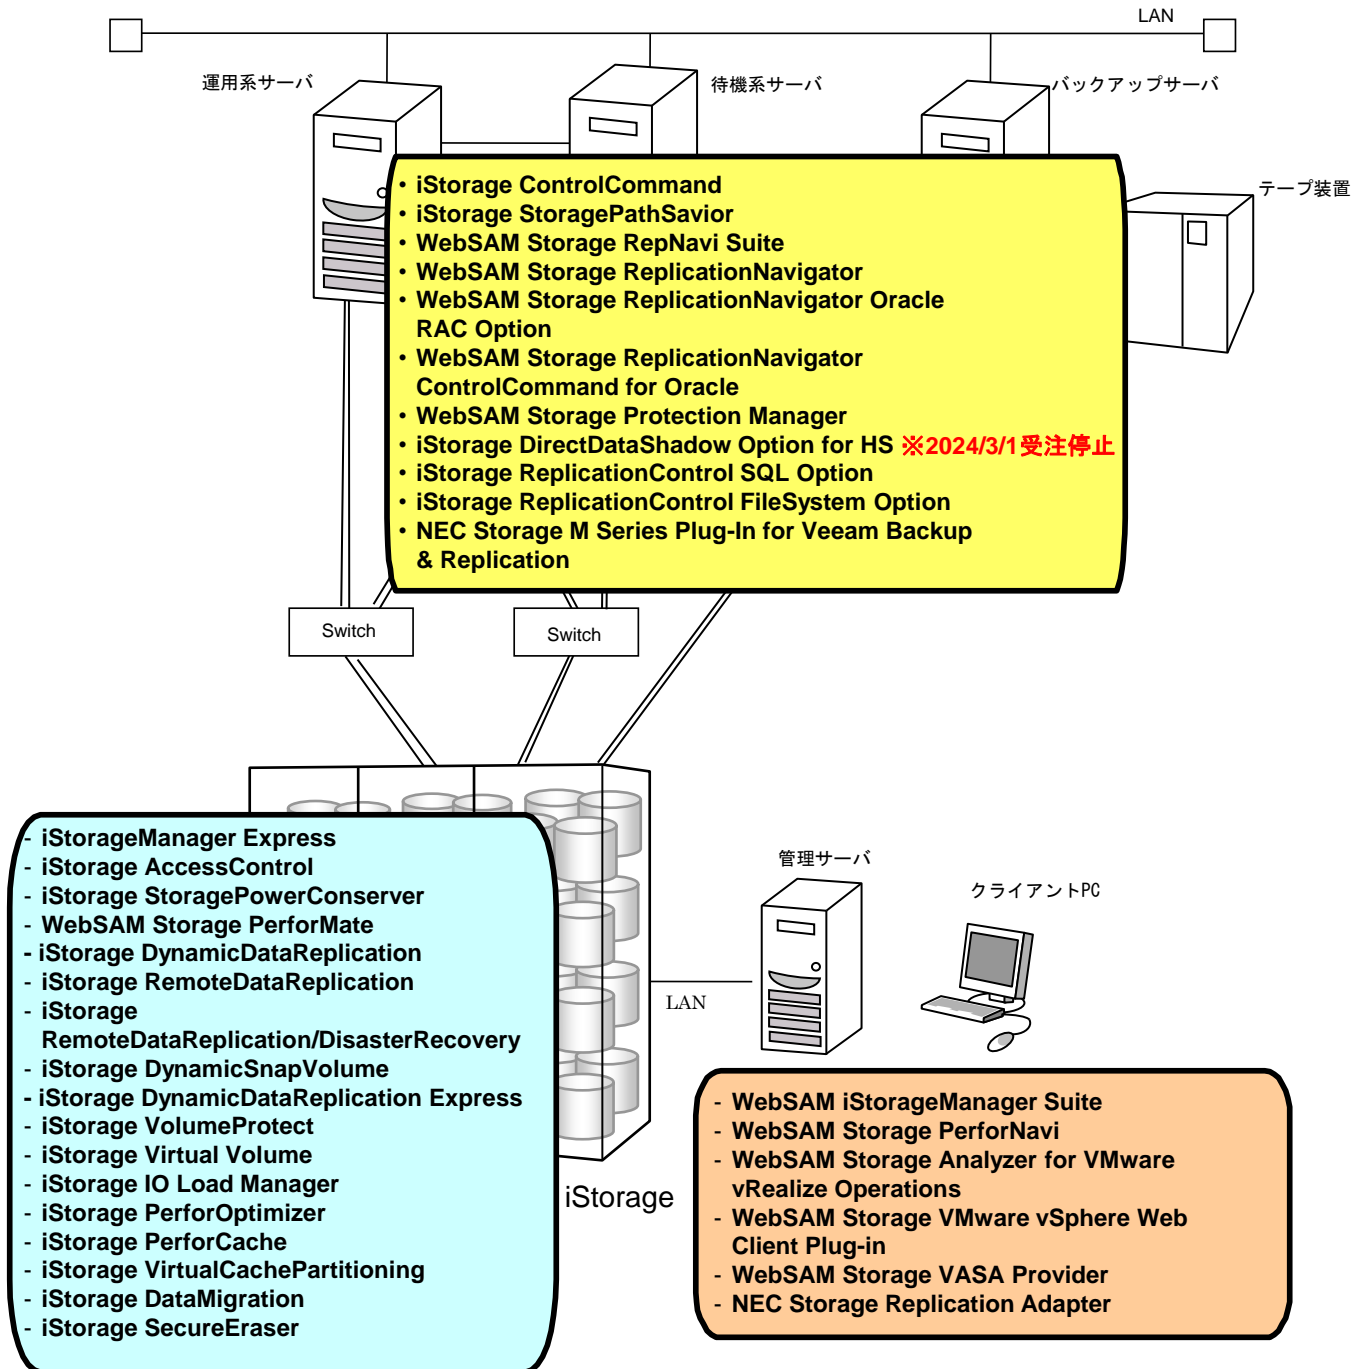 LAN
運用系サーバ
待機系サーバ
バックアップサーバ
テープ装置
・iStorage ControlCommand
・iStorage StoragePathSavior
・WebSAM Storage RepNavi Suite
・WebSAM Storage ReplicationNavigator
・WebSAM Storage ReplicationNavigator Oracle
RAC Option
・WebSAM Storage ReplicationNavigator
ControlCommand for Oracle
・WebSAM Storage Protection Manager
・iStorage DirectDataShadow Option for HS ※2024/3/1受注停止
・iStorage ReplicationControl SQL Option
・iStorage ReplicationControl FileSystem Option
・NEC Storage M Series Plug-In for Veeam Backup
& Replication
Switch
Switch
- iStorageManager Express
- iStorage AccessControl
- iStorage StoragePowerConserver
- WebSAM Storage PerforMate
- iStorage DynamicDataReplication
- iStorage RemoteDataReplication
- iStorage
RemoteDataReplication/DisasterRecovery
- iStorage DynamicSnapVolume
- iStorage DynamicDataReplication Express
- iStorage VolumeProtect
- iStorage Virtual Volume
- iStorage IO Load Manager
- iStorage PerforOptimizer
- iStorage PerforCache
- iStorage VirtualCachePartitioning
- iStorage DataMigration
- iStorage SecureEraser
iStorage
LAN
管理サーバ
クライアントPC
- WebSAM iStorageManager Suite
- WebSAM Storage PerforNavi
- WebSAM Storage Analyzer for VMware
vRealize Operations
- WebSAM Storage VMware vSphere Web
Client Plug-in
- WebSAM Storage VASA Provider
- NEC Storage Replication Adapter